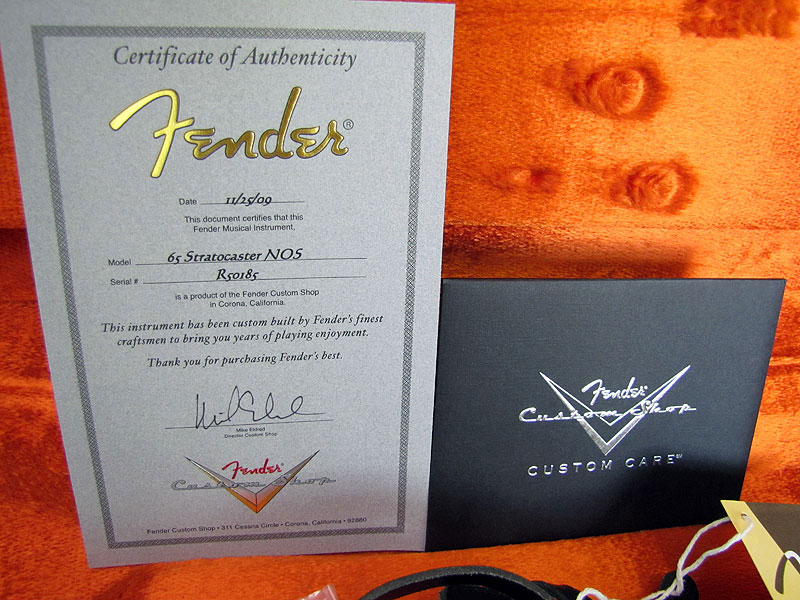 Certificate of Authenticity
Fender®
Date 11/25/09
This document certifies that this
Fender Musical Instrument,
Model 65 Stratocaster NOS
Serial # R50185
is a product of the Fender Custom Shop
in Corona, California.
This instrument has been custom built by Fender's finest
craftsmen to bring you years of playing enjoyment.
Thank you for purchasing Fender's best.
Mike Eldred
Director Custom Shop
Fender
Custom Shop
Fender Custom Shop • 311 Cessna Circle • Corona, California • 92880
Fender
Custom Shop
CUSTOM CARE℠